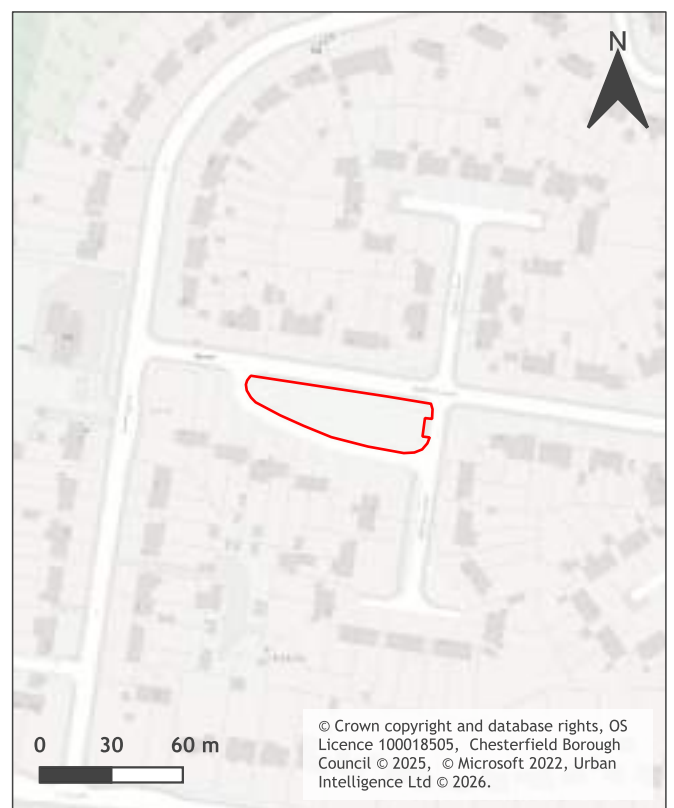 N
0 30 60 m
© Crown copyright and database rights, OS
Licence 100018505, Chesterfield Borough
Council © 2025, © Microsoft 2022, Urban
Intelligence Ltd © 2026.